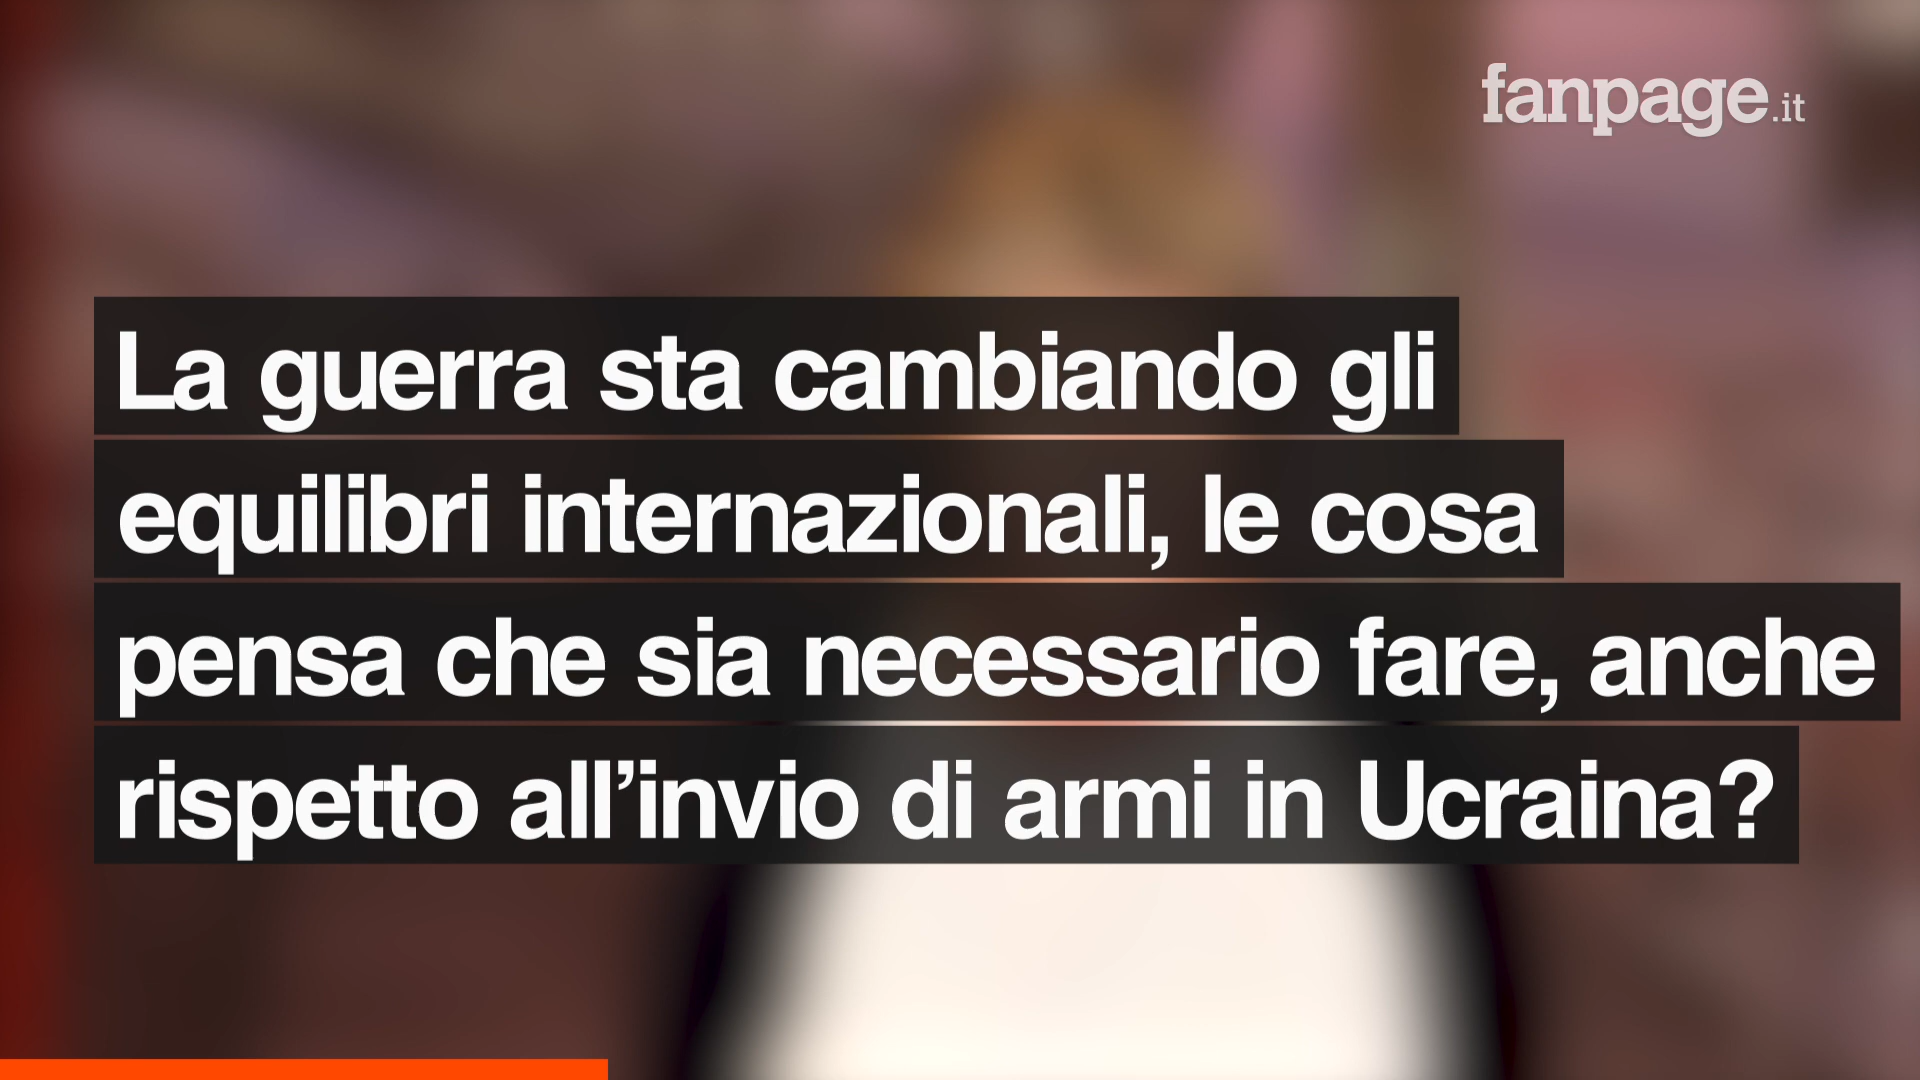 fanpage.it
La guerra sta cambiando gli
equilibri internazionali, le cosa
pensa che sia necessario fare, anche
rispetto all’invio di armi in Ucraina?